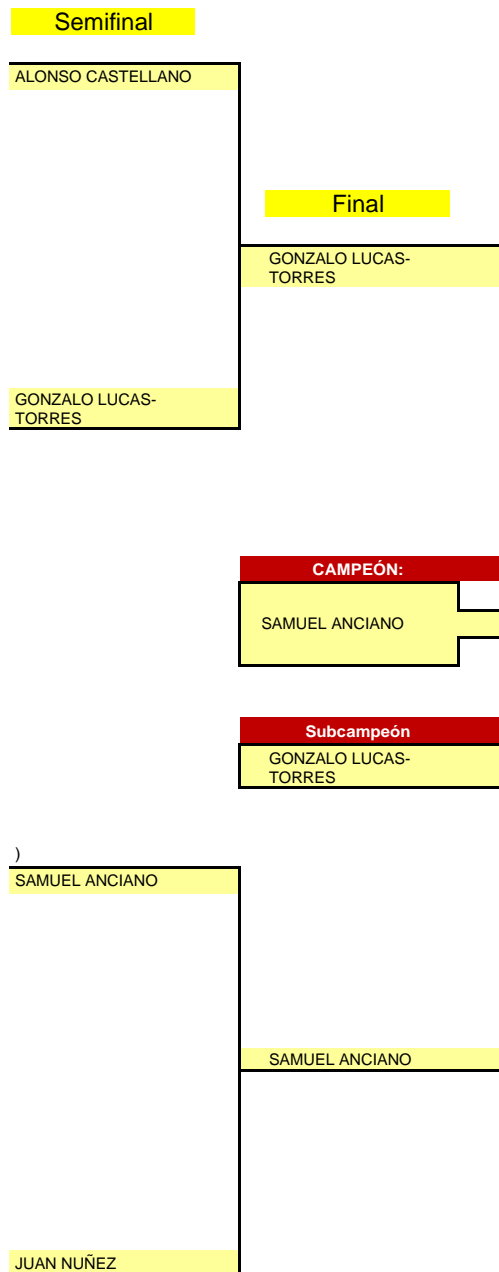 Semifinal
ALONSO CASTELLANO
Final
GONZALO LUCAS-
TORRES
GONZALO LUCAS-
TORRES
CAMPEÓN:
SAMUEL ANCIANO
Subcampeón
GONZALO LUCAS-
TORRES
)
SAMUEL ANCIANO
SAMUEL ANCIANO
JUAN NUÑEZ